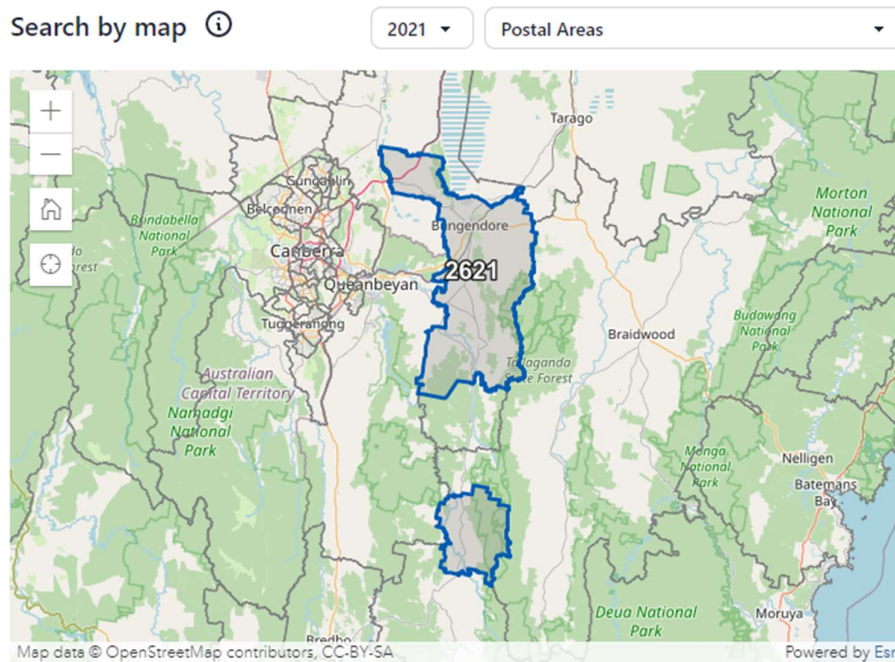 Search by map
2021
Postal Areas
Tarago
Gungahlin
Morton
National
Park
Belconnen
Bindabella
National
Park
Bungendore
Canberra
2621
Queanbeyan
Tuggeranong
Budawang
National
Park
Braidwood
Tallaganda
State Forest
Australian
Capital Territory
Namadgi
National
Park
Monga
National
Park
Nelligen
Batemans
Bay
Deua National
Park
Moruya
Bredbo
Map data © OpenStreetMap contributors, CC-BY-SA
Powered by Esr